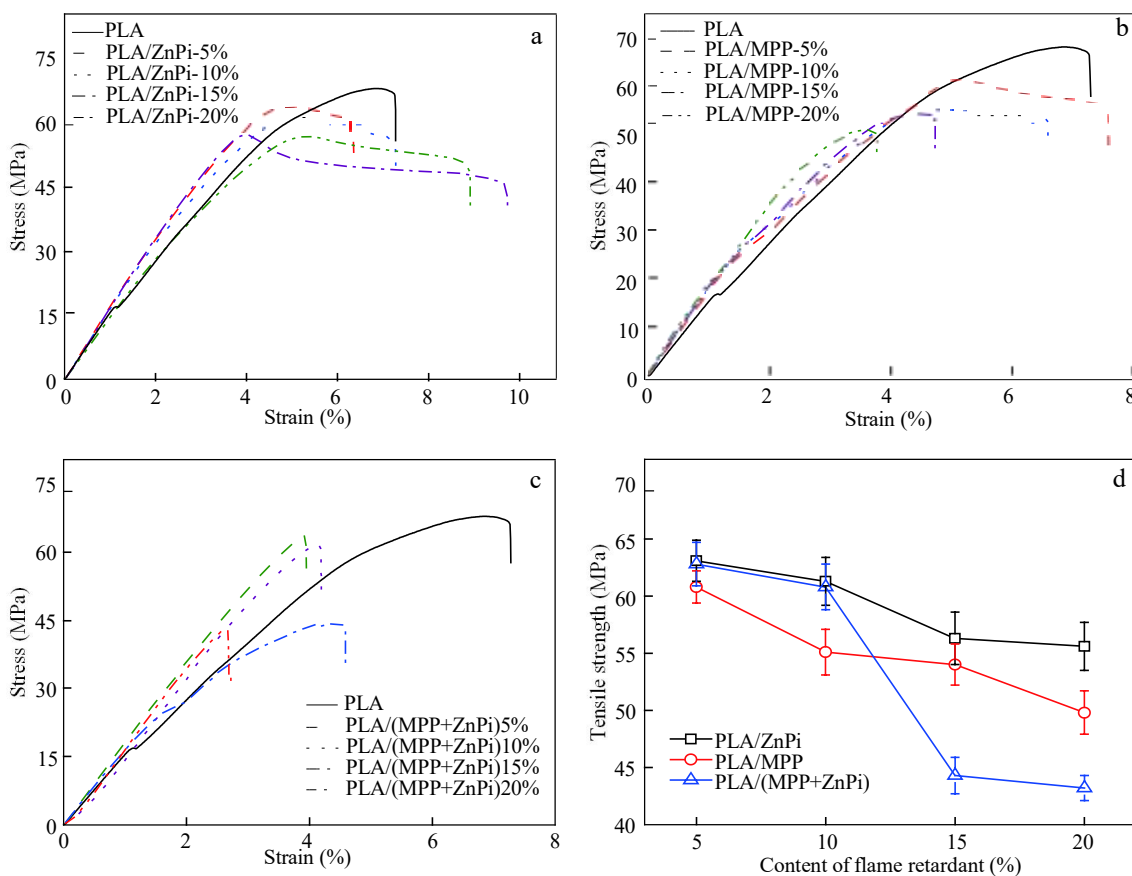 a
PLA
PLA/ZnPi-5%
PLA/ZnPi-10%
PLA/ZnPi-15%
PLA/ZnPi-20%
75
60
45
30
15
0
Stress (MPa)
0 2 4 6 8 10
Strain (%)
b
PLA
PLA/MPP-5%
PLA/MPP-10%
PLA/MPP-15%
PLA/MPP-20%
70
60
50
40
30
20
10
0
Stress (MPa)
0 2 4 6 8
Strain (%)
c
75
60
45
30
15
0
Stress (MPa)
PLA
PLA/(MPP+ZnPi)5%
PLA/(MPP+ZnPi)10%
PLA/(MPP+ZnPi)15%
PLA/(MPP+ZnPi)20%
0 2 4 6 8
Strain (%)
d
70
65
60
55
50
45
40
Tensile strength (MPa)
PLA/ZnPi
PLA/MPP
PLA/(MPP+ZnPi)
5 10 15 20
Content of flame retardant (%)